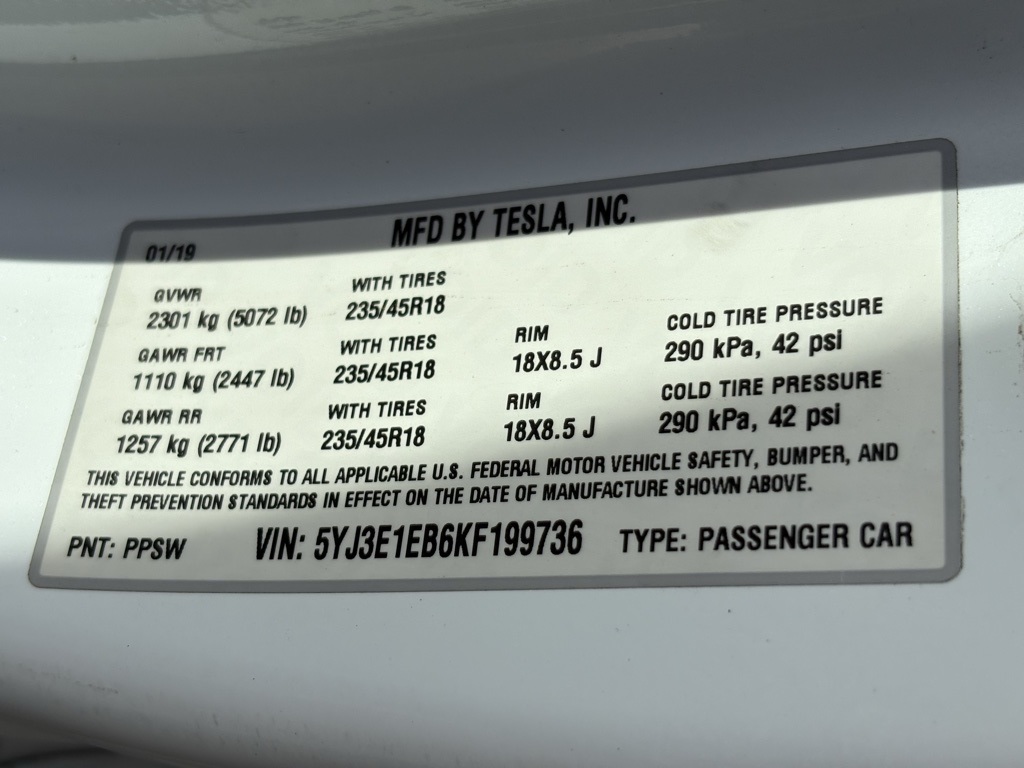 MFD BY TESLA, INC.
01/19
GVWR WITH TIRES
2301 kg (5072 lb) 235/45R18
GAWR FRT WITH TIRES RIM COLD TIRE PRESSURE
1110 kg (2447 lb) 235/45R18 18X8.5 J 290 kPa, 42 psi
GAWR RR WITH TIRES RIM COLD TIRE PRESSURE
1257 kg (2771 lb) 235/45R18 18X8.5 J 290 kPa, 42 psi
THIS VEHICLE CONFORMS TO ALL APPLICABLE U.S. FEDERAL MOTOR VEHICLE SAFETY, BUMPER, AND
THEFT PREVENTION STANDARDS IN EFFECT ON THE DATE OF MANUFACTURE SHOWN ABOVE.
PNT: PPSW VIN: 5YJ3E1EB6KF199736 TYPE: PASSENGER CAR